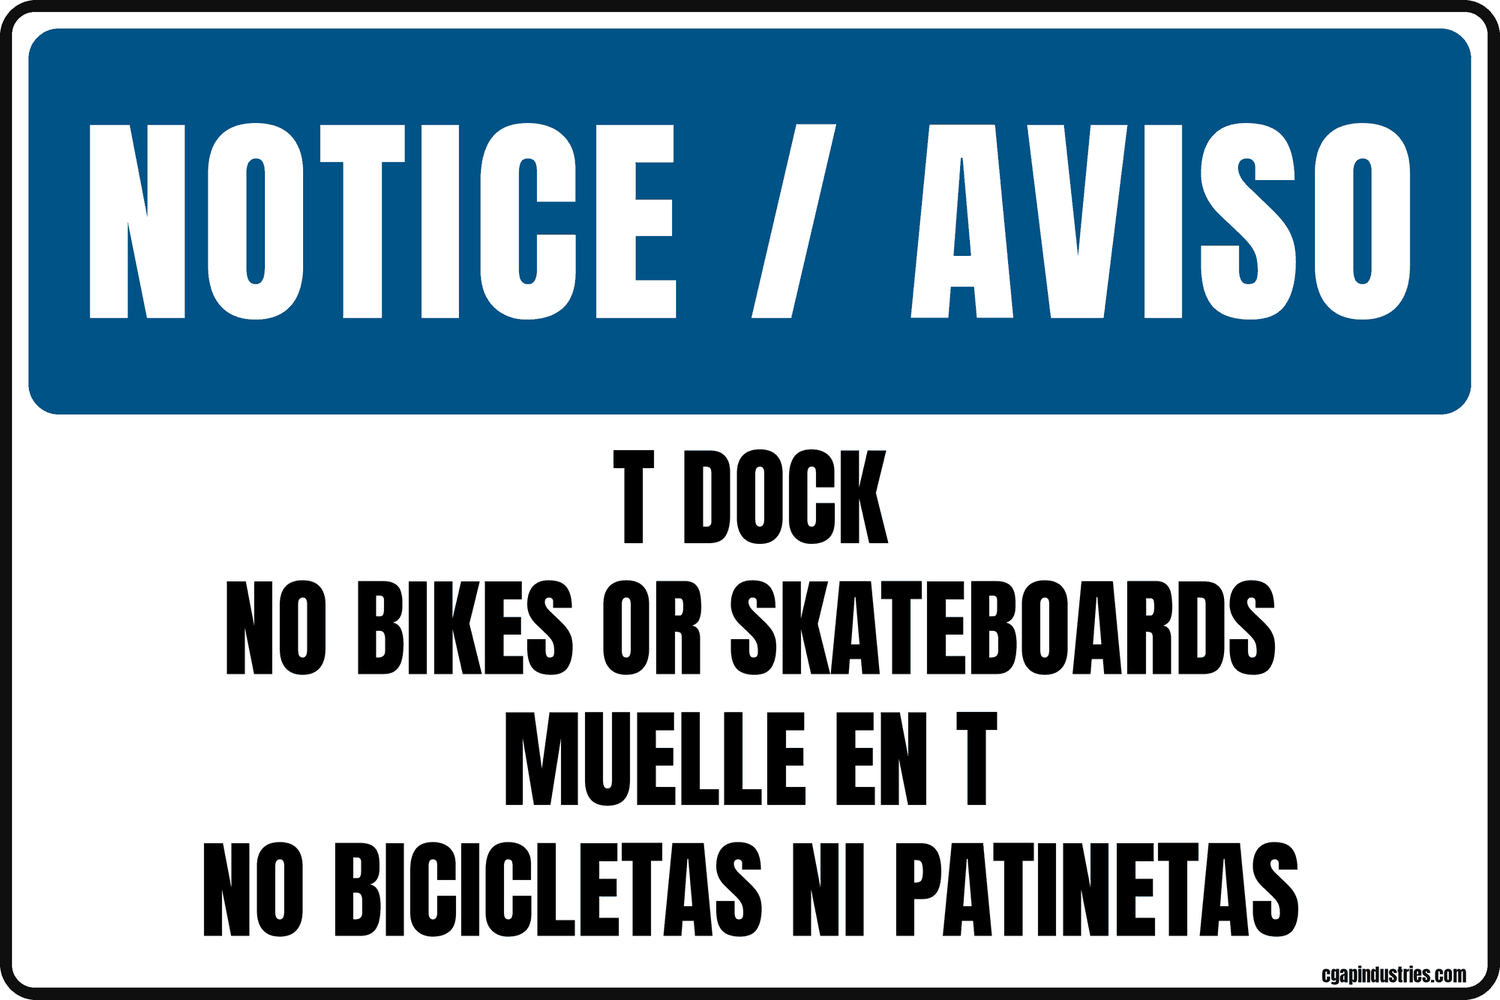 NOTICE / AVISO
T DOCK
NO BIKES OR SKATEBOARDS
MUELLE EN T
NO BICICLETAS NI PATINETAS
cgapindustries.com